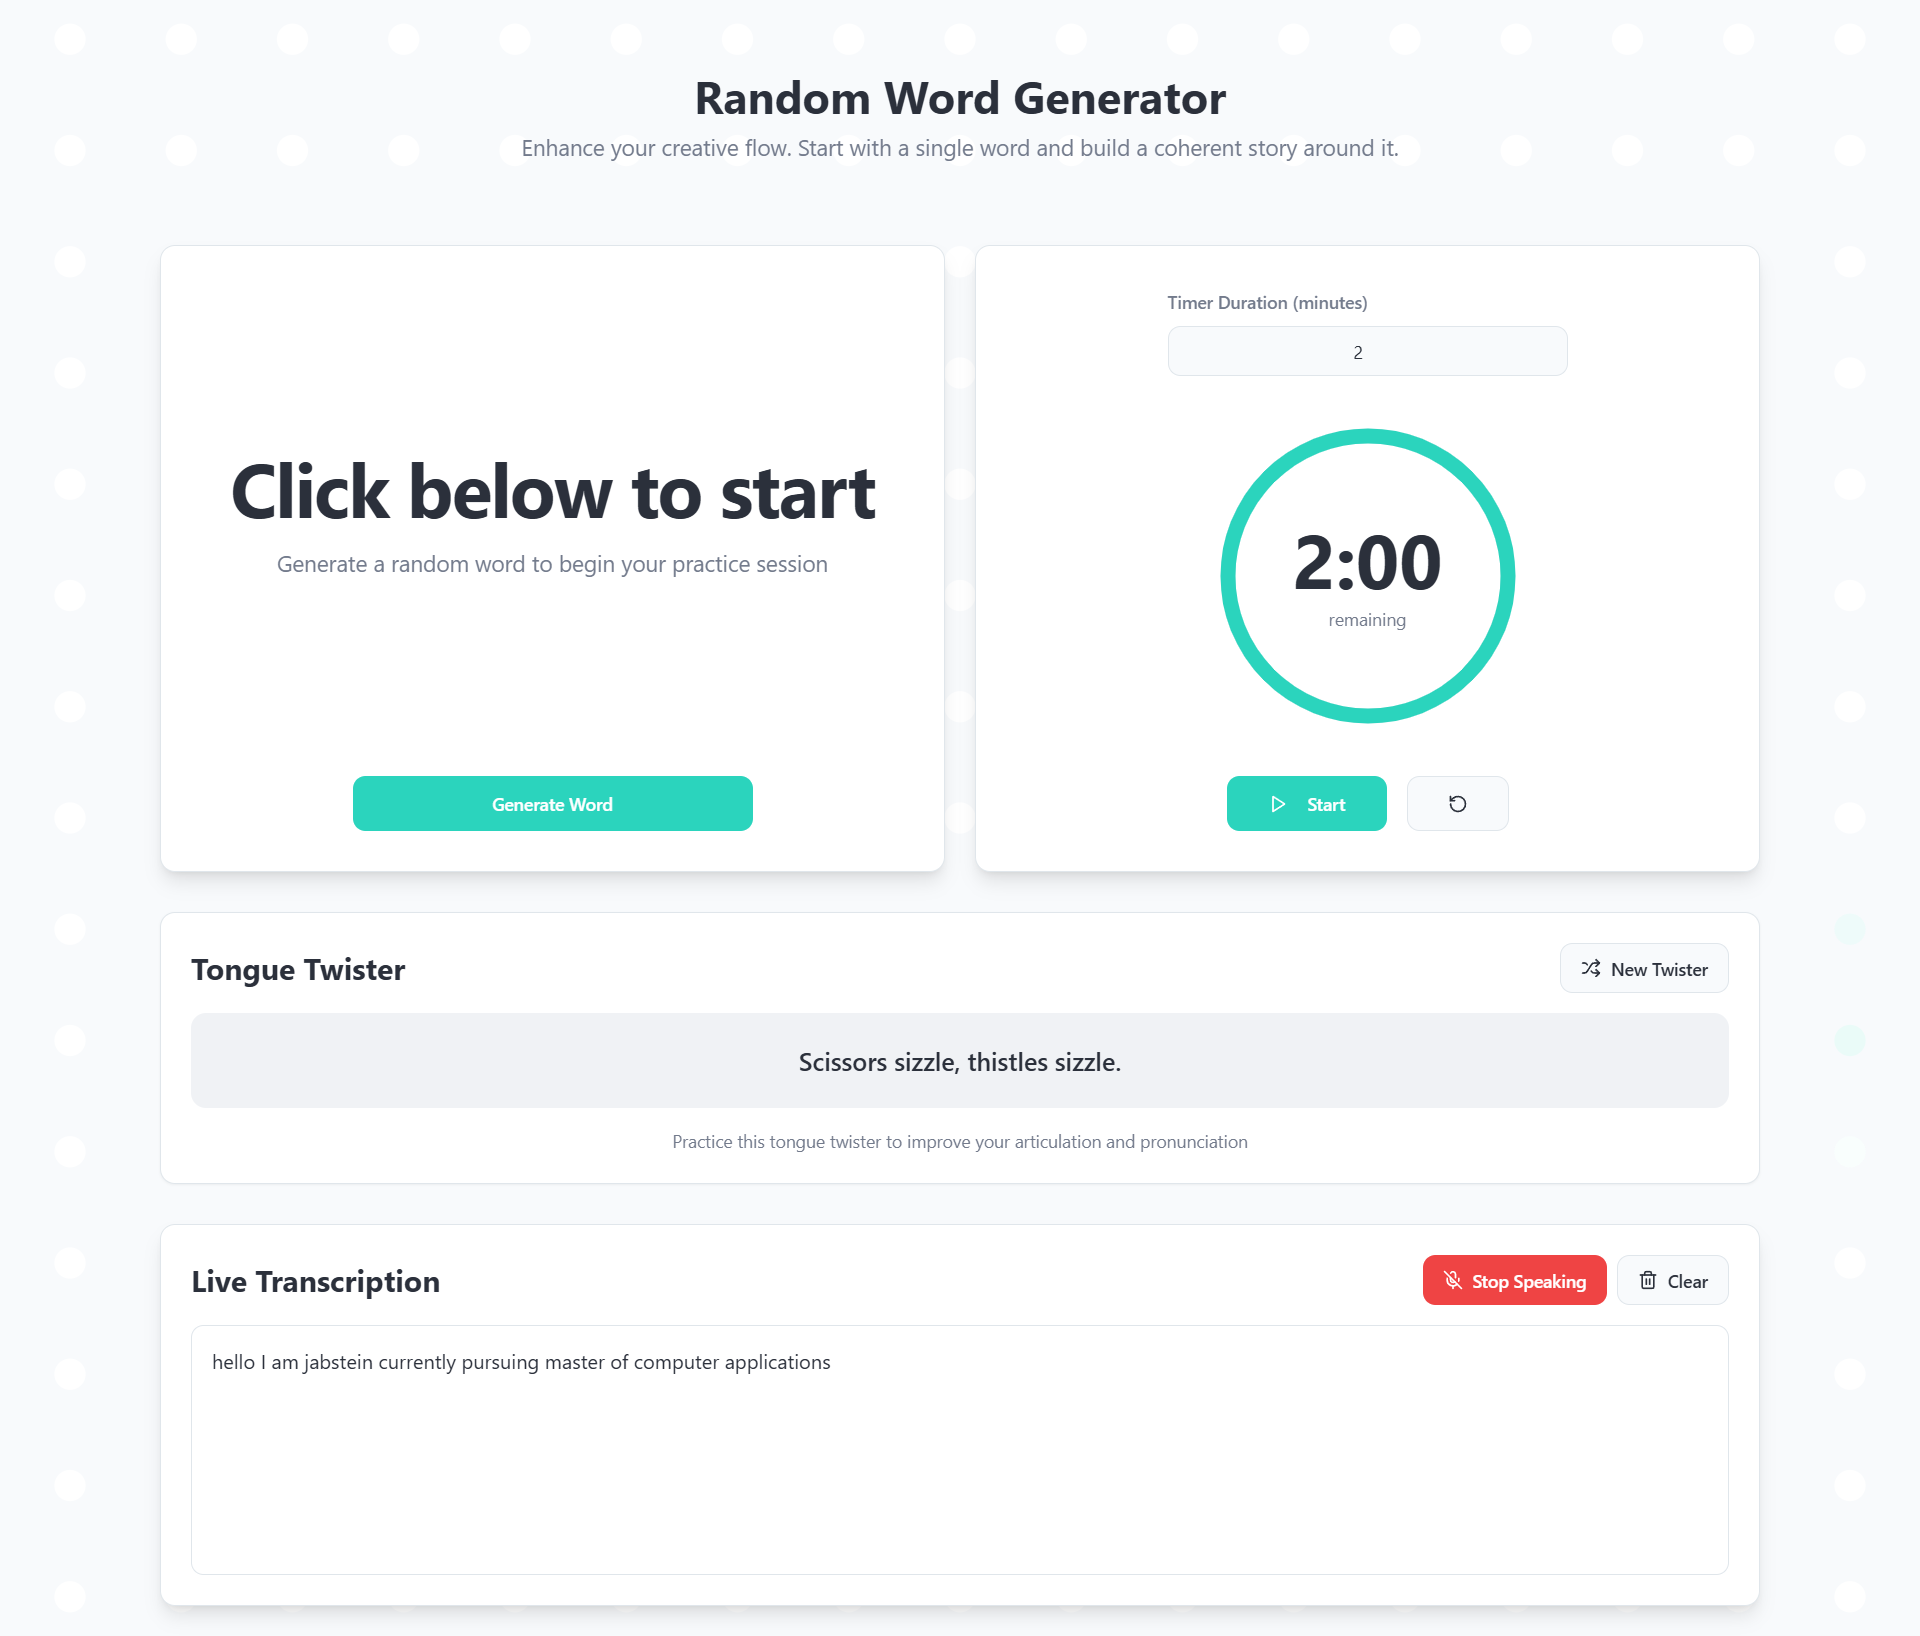 Random Word Generator
Enhance your creative flow. Start with a single word and build a coherent story around it.
Click below to start
Generate a random word to begin your practice session
Generate Word
Timer Duration (minutes)
2
2:00
remaining
Start
Tongue Twister
New Twister
Scissors sizzle, thistles sizzle.
Practice this tongue twister to improve your articulation and pronunciation
Live Transcription
Stop Speaking
Clear
hello I am jabstein currently pursuing master of computer applications